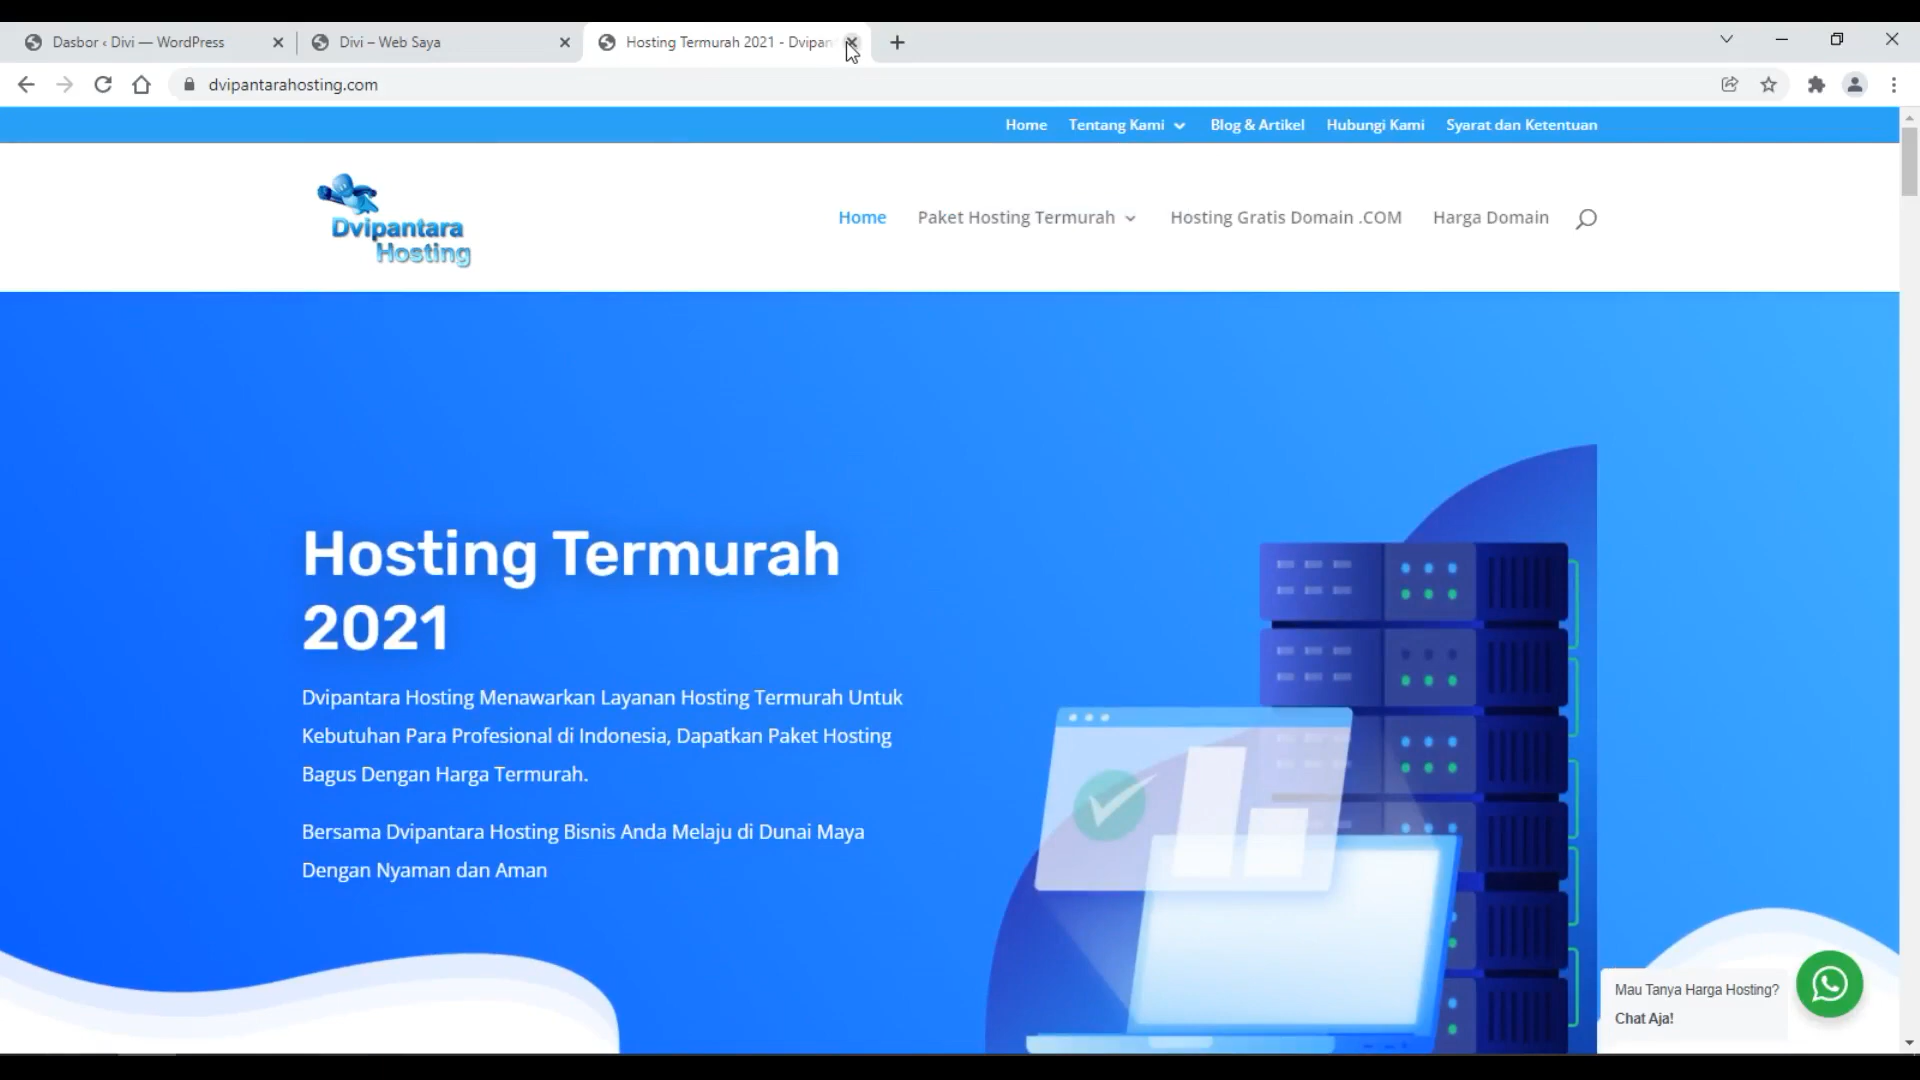 Dasbor ‹ Divi — WordPress
Divi – Web Saya
Hosting Termurah 2021 - Dvipan
dvipantarahosting.com
Home
Tentang Kami
Blog & Artikel
Hubungi Kami
Syarat dan Ketentuan
Dvipantara
Hosting
Home
Paket Hosting Termurah
Hosting Gratis Domain .COM
Harga Domain
Hosting Termurah
2021
Dvipantara Hosting Menawarkan Layanan Hosting Termurah Untuk
Kebutuhan Para Profesional di Indonesia, Dapatkan Paket Hosting
Bagus Dengan Harga Termurah.
Bersama Dvipantara Hosting Bisnis Anda Melaju di Dunai Maya
Dengan Nyaman dan Aman
Mau Tanya Harga Hosting?
Chat Aja!